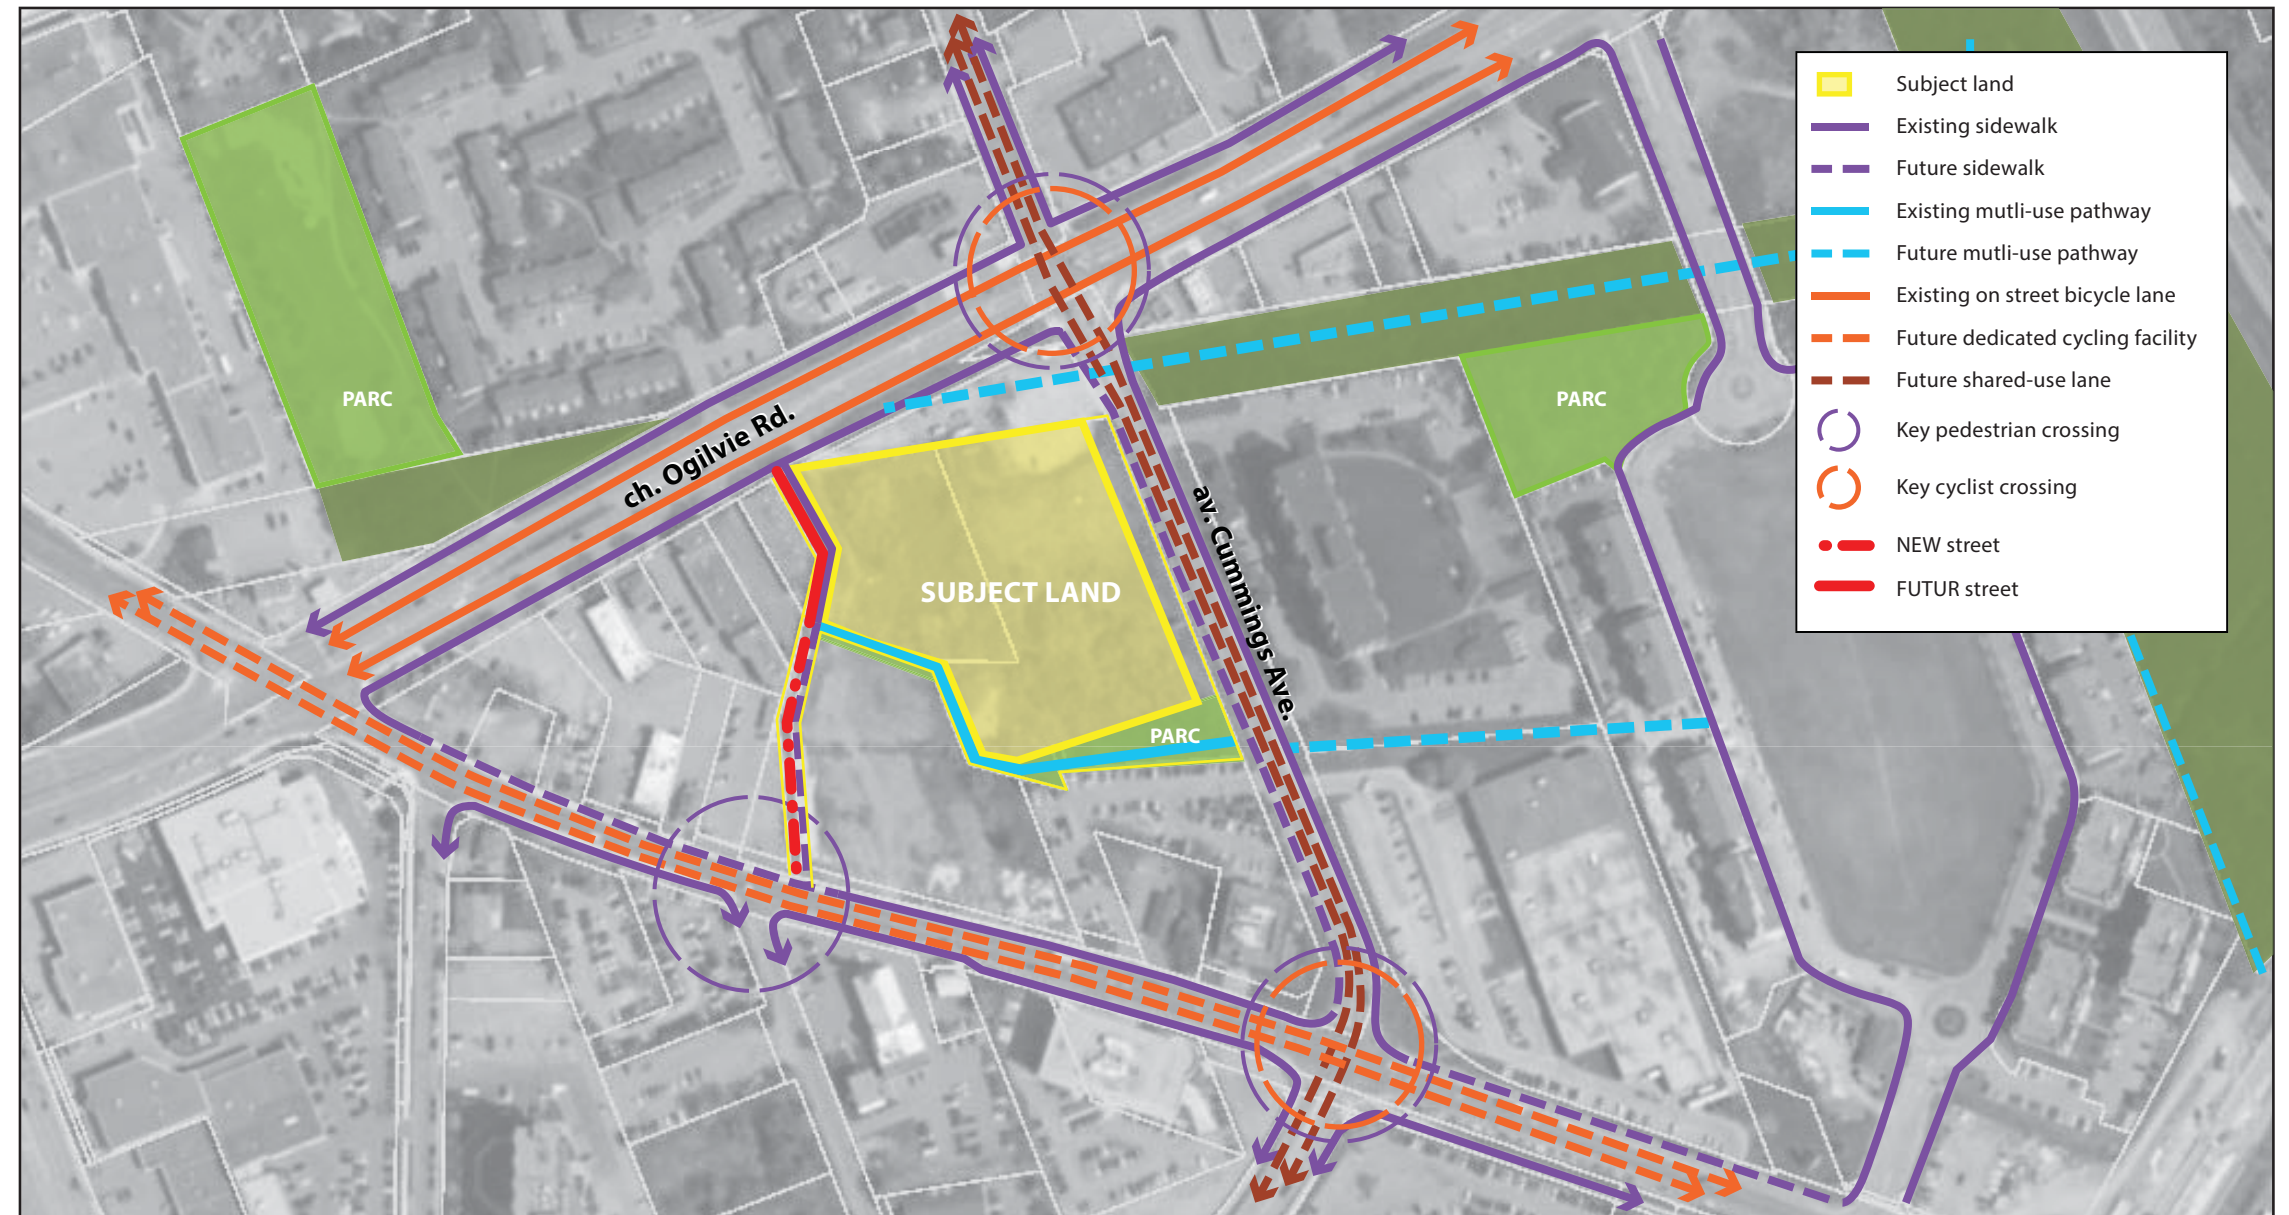 Subject land
Existing sidewalk
Future sidewalk
Existing mutli-use pathway
Future mutli-use pathway
Existing on street bicycle lane
Future dedicated cycling facility
Future shared-use lane
Key pedestrian crossing
Key cyclist crossing
NEW street
FUTUR street
PARC
PARC
ch. Ogilvie Rd.
av. Cummings Ave.
SUBJECT LAND
PARC